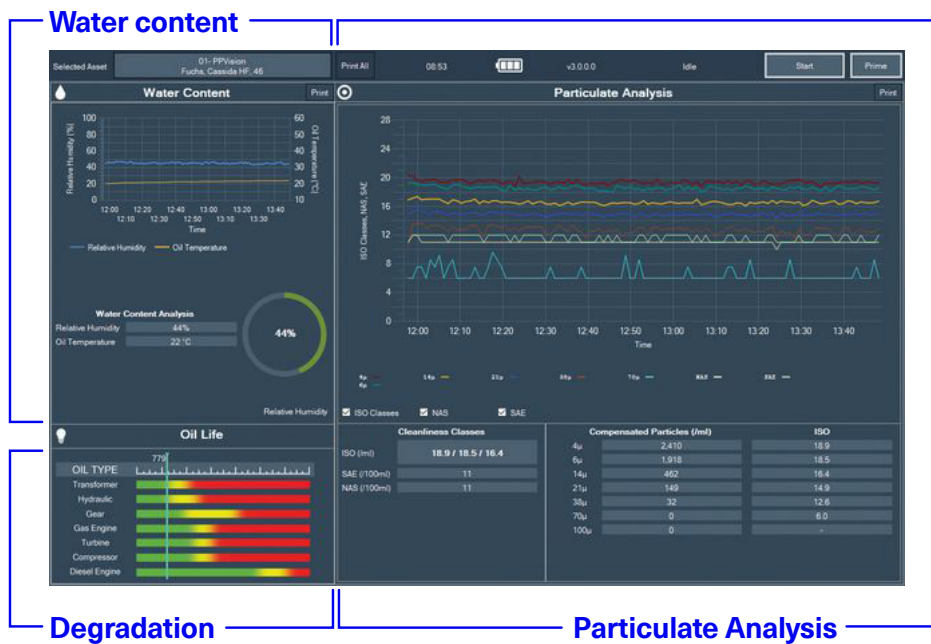 Water content
Selected Asset
01- PPVision
Fuchs, Cassida HF, 46
Print All
08:53
v3.0.0.0
Idle
Start
Prime
Water Content
Print
Relative Humidity (%)
100
80
60
40
20
0
60
50
40
30
20
10
Oil Temperature (°C)
12:00 12:20 12:40 13:00 13:20 13:40
12:10 12:30 12:50 13:10 13:30
Time
Relative Humidity
Oil Temperature
Water Content Analysis
Relative Humidity 44%
Oil Temperature 22 °C
44%
Relative Humidity
Particulate Analysis
Print
ISO Classes, NAS, SAE
28
24
20
16
12
8
4
0
12:00 12:10 12:20 12:30 12:40 12:50 13:00 13:10 13:20 13:30 13:40
Time
4μ 14μ 21μ 38μ 70μ NAS SAE
6μ
ISO Classes NAS SAE
Oil Life
779
OIL TYPE
Transformer
Hydraulic
Gear
Gas Engine
Turbine
Compressor
Diesel Engine
Cleanliness Classes
ISO (/ml) 18.9 / 18.5 / 16.4
SAE (/100ml) 11
NAS (/100ml) 11
Compensated Particles (/ml) ISO
4μ 2,410 18.9
6μ 1,918 18.5
14μ 462 16.4
21μ 149 14.9
38μ 32 12.6
70μ 0 6.0
100μ 0 -
Degradation
Particulate Analysis